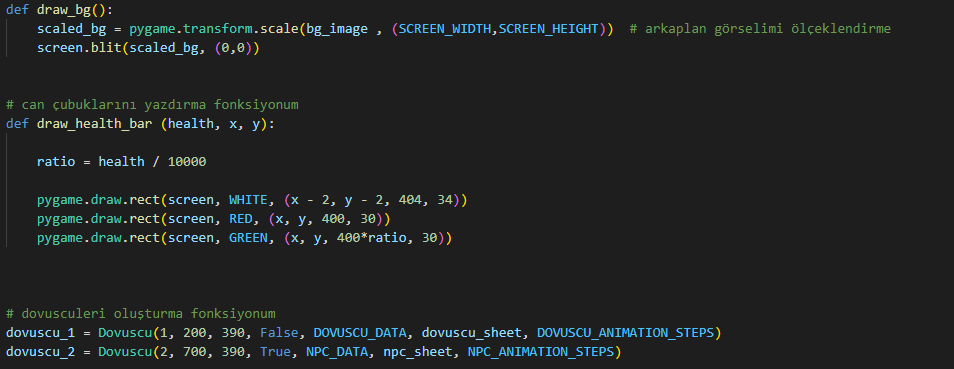 def draw_bg():
    scaled_bg = pygame.transform.scale(bg_image , (SCREEN_WIDTH,SCREEN_HEIGHT))  # arkaplan görselimi ölçeklendirme
    screen.blit(scaled_bg, (0,0))
# can çubuklarını yazdırma fonksiyonum
def draw_health_bar (health, x, y):
    ratio = health / 10000
    pygame.draw.rect(screen, WHITE, (x - 2, y - 2, 404, 34))
    pygame.draw.rect(screen, RED, (x, y, 400, 30))
    pygame.draw.rect(screen, GREEN, (x, y, 400*ratio, 30))
# dovusculeri oluşturma fonksiyonum
dovuscu_1 = Dovuscu(1, 200, 390, False, DOVUSCU_DATA, dovuscu_sheet, DOVUSCU_ANIMATION_STEPS)
dovuscu_2 = Dovuscu(2, 700, 390, True, NPC_DATA, npc_sheet, NPC_ANIMATION_STEPS)